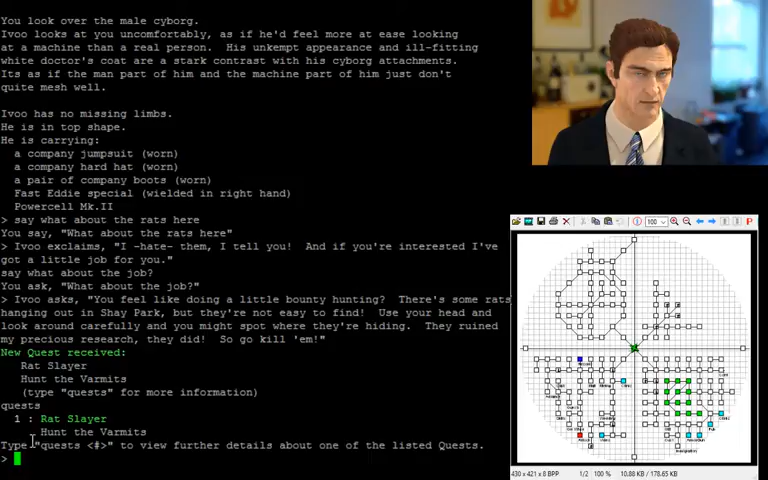 You look over the male cyborg.
Ivoo looks at you uncomfortably, as if he'd feel more at ease looking
at a machine than a real person.  His unkempt appearance and ill-fitting
white doctor's coat are a stark contrast with his cyborg attachments.
Its as if the man part of him and the machine part of him just don't
quite mesh well.
Ivoo has no missing limbs.
He is in top shape.
He is carrying:
a company jumpsuit (worn)
a company hard hat (worn)
a pair of company boots (worn)
Fast Eddie special (wielded in right hand)
Powercell Mk.II
> say what about the rats here
You say, "What about the rats here"
> Ivoo exclaims, "I -hate- them, I tell you!  And if you're interested I've
got a little job for you."
say what about the job?
You ask, "What about the job?"
> Ivoo asks, "You feel like doing a little bounty hunting?  There's some rats
hanging out in Shay Park, but they're not easy to find!  Use your head and
look around carefully and you might spot where they're hiding.  They ruined
my precious research, they did!  So go kill 'em!"
New Quest received:
Rat Slayer
Hunt the Varmits
(type "quests" for more information)
quests
1 : Rat Slayer
Hunt the Varmits
Type "quests <#>" to view further details about one of the listed Quests.
>
100
430 x 421 x 8 BPP
1/2
100 %
10.88 KB / 178.65 KB